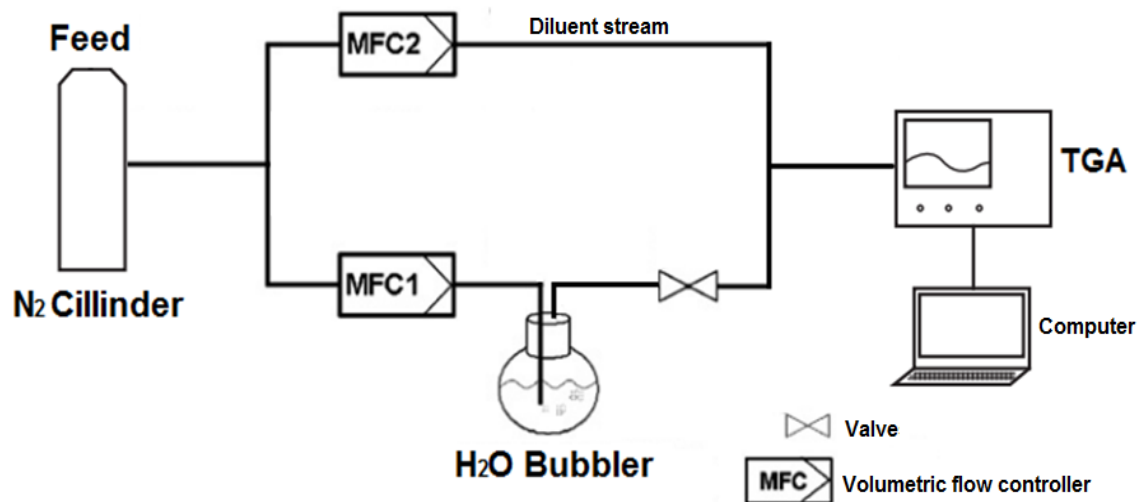 Feed
N2 Cillinder
MFC2
Diluent stream
MFC1
H2O Bubbler
TGA
Computer
Valve
MFC
Volumetric flow controller